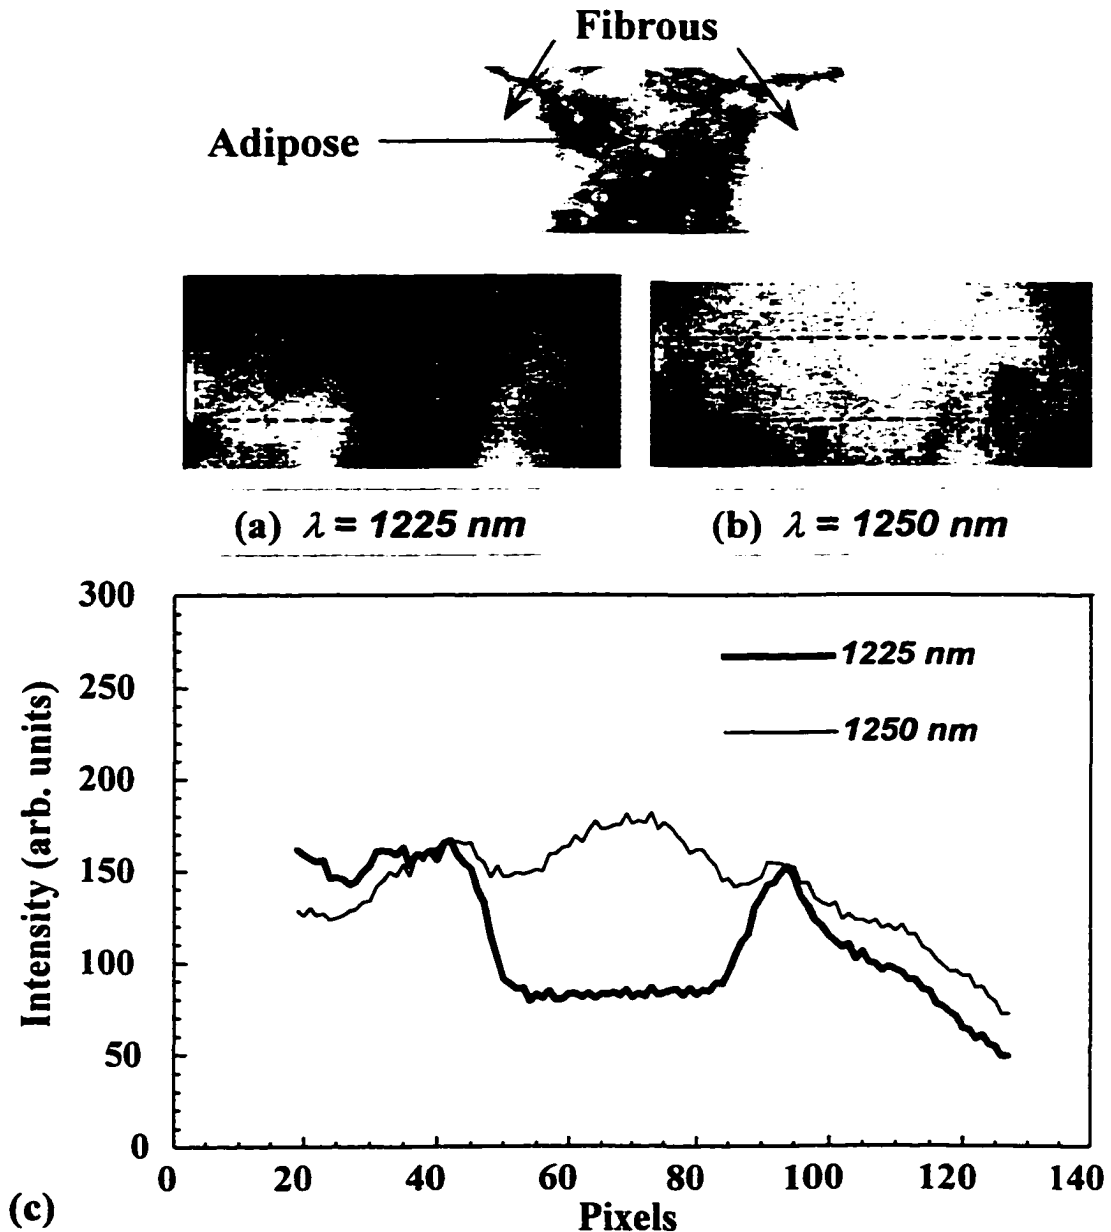 Fibrous
Adipose
(a) λ = 1225 nm
(b) λ = 1250 nm
300
250
200
150
100
50
0
Intensity (arb. units)
1225 nm
1250 nm
0 20 40 60 80 100 120 140
Pixels
(c)